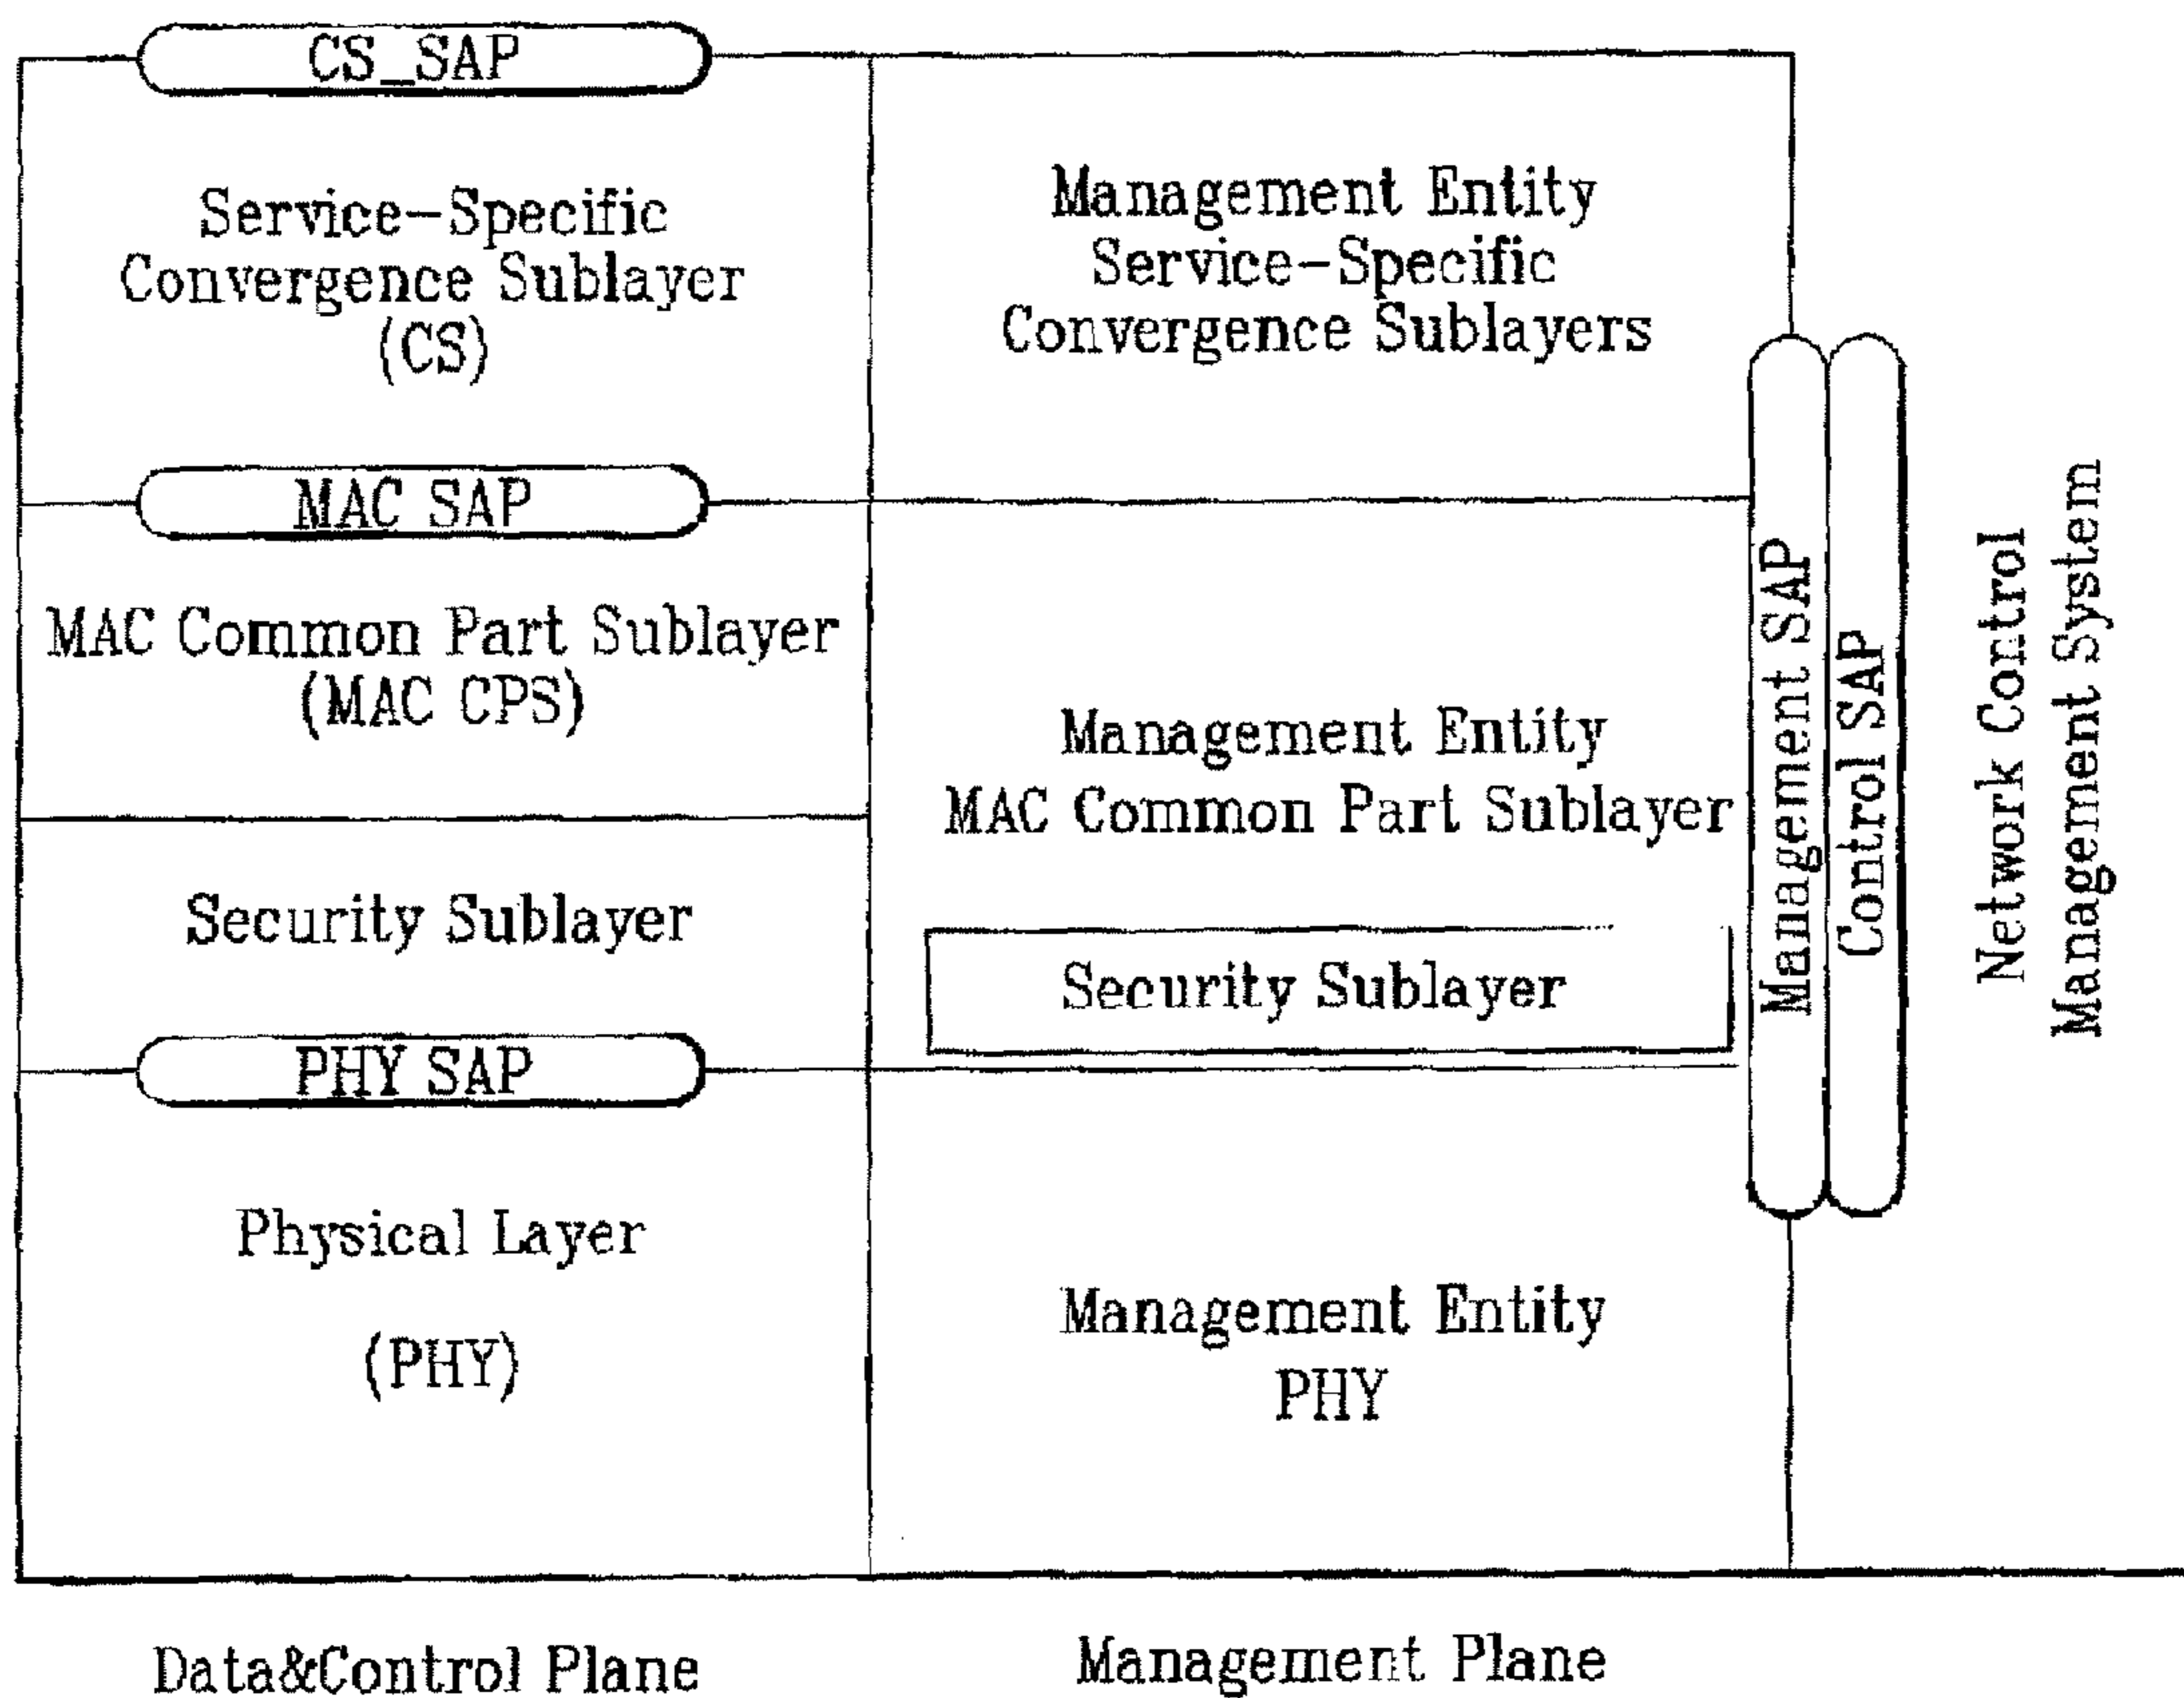 CS_SAP
Service-Specific
Convergence Sublayer
(CS)
MAC SAP
MAC Common Part Sublayer
(MAC CPS)
Security Sublayer
PHY SAP
Physical Layer
(PHY)
Data&Control Plane
Management Entity
Service-Specific
Convergence Sublayers
Management Entity
MAC Common Part Sublayer
Security Sublayer
Management Entity
PHY
Management Plane
Management SAP
Control SAP
Network Control
Management System